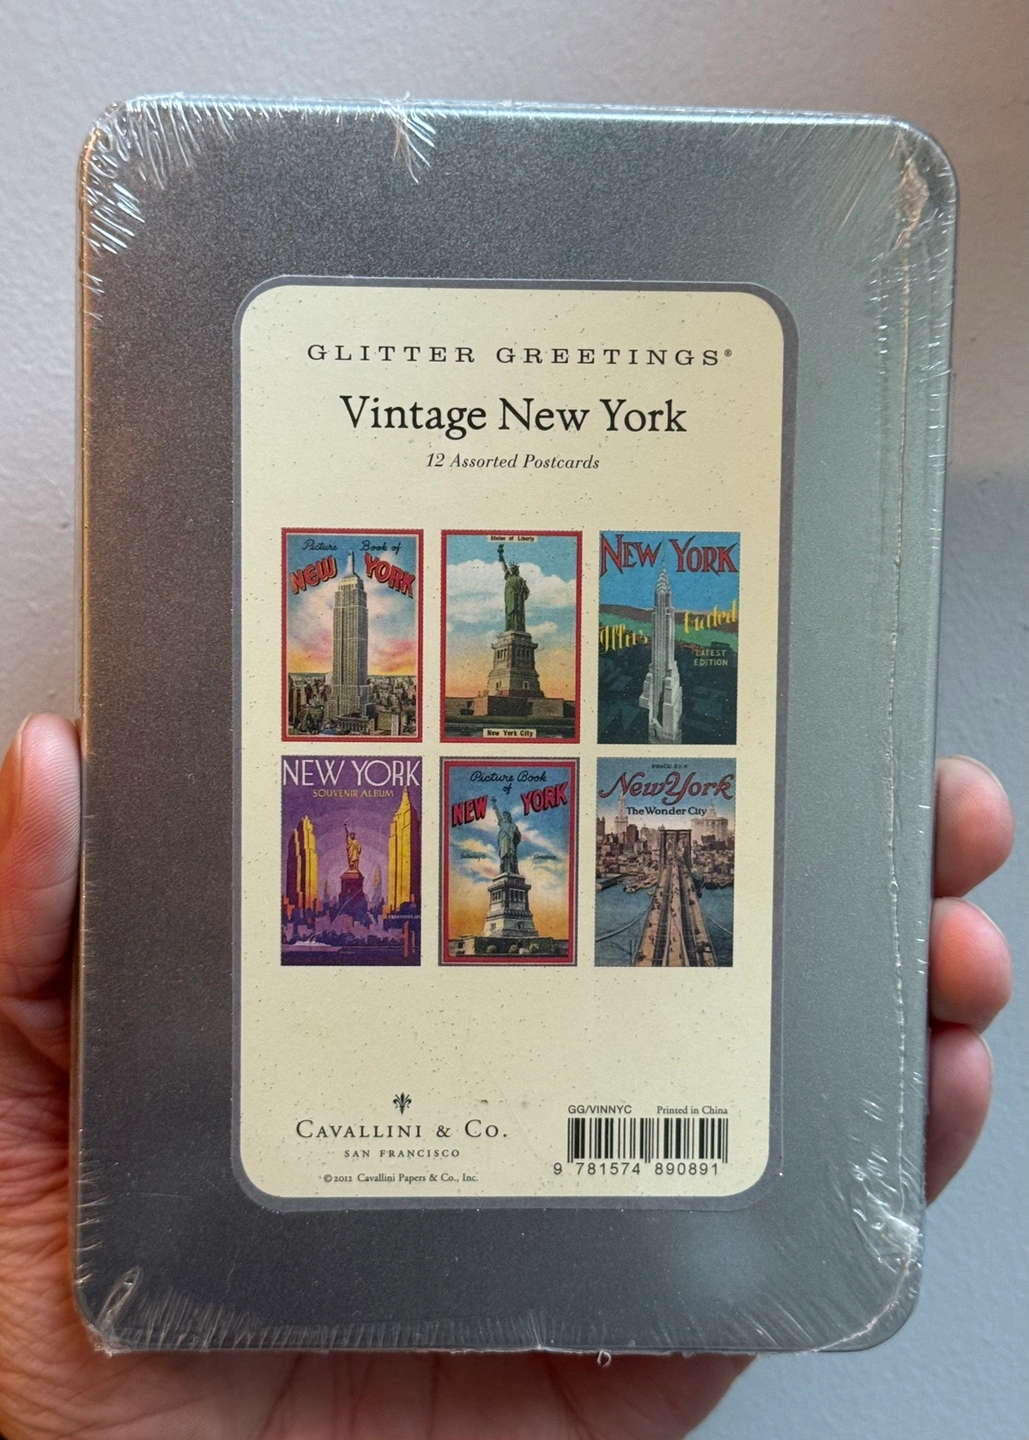 GLITTER GREETINGS®
Vintage New York
12 Assorted Postcards
Picture Book of
NEW YORK
Statue of Liberty
New York City
NEW YORK
Illustrated
LATEST
EDITION
NEW YORK
SOUVENIR ALBUM
Picture Book
of
NEW YORK
New York
The Wonder City
CAVALLINI & CO.
SAN FRANCISCO
© 2012 Cavallini Papers & Co., Inc.
GG/VINNYC Printed in China
9 781574 890891